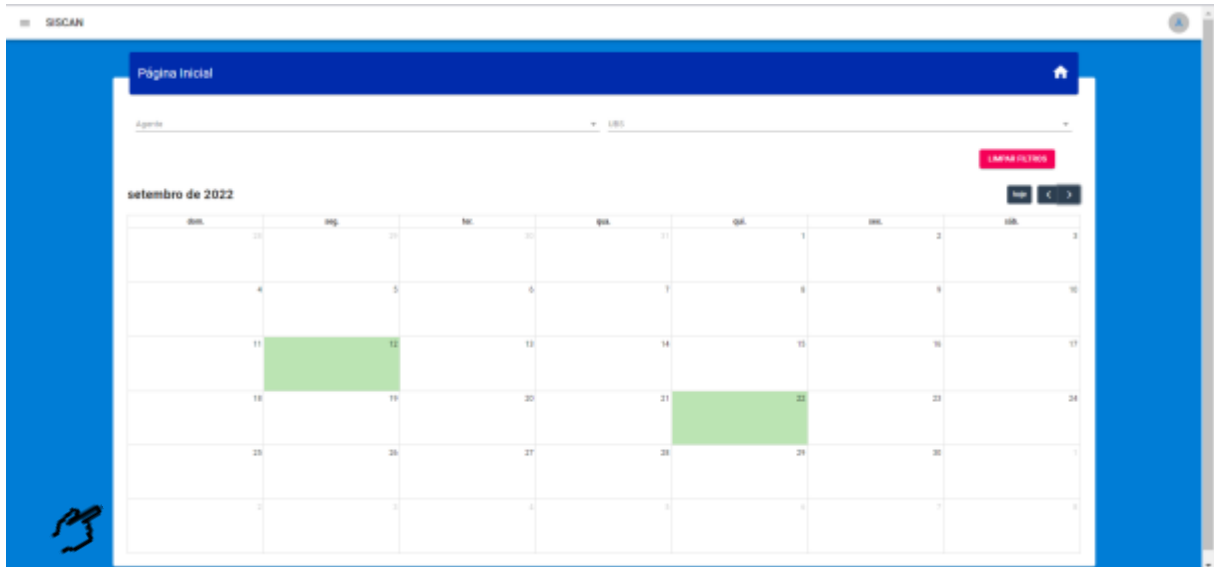 SISCAN
A
Página Inicial
Agente UBS
LIMPAR FILTROS
setembro de 2022
hoje < >
dom. seg. ter. qua. qui. sex. sáb.
28 29 30 31 1 2 3
4 5 6 7 8 9 10
11 12 13 14 15 16 17
18 19 20 21 22 23 24
25 26 27 28 29 30 1
2 3 4 5 6 7 8